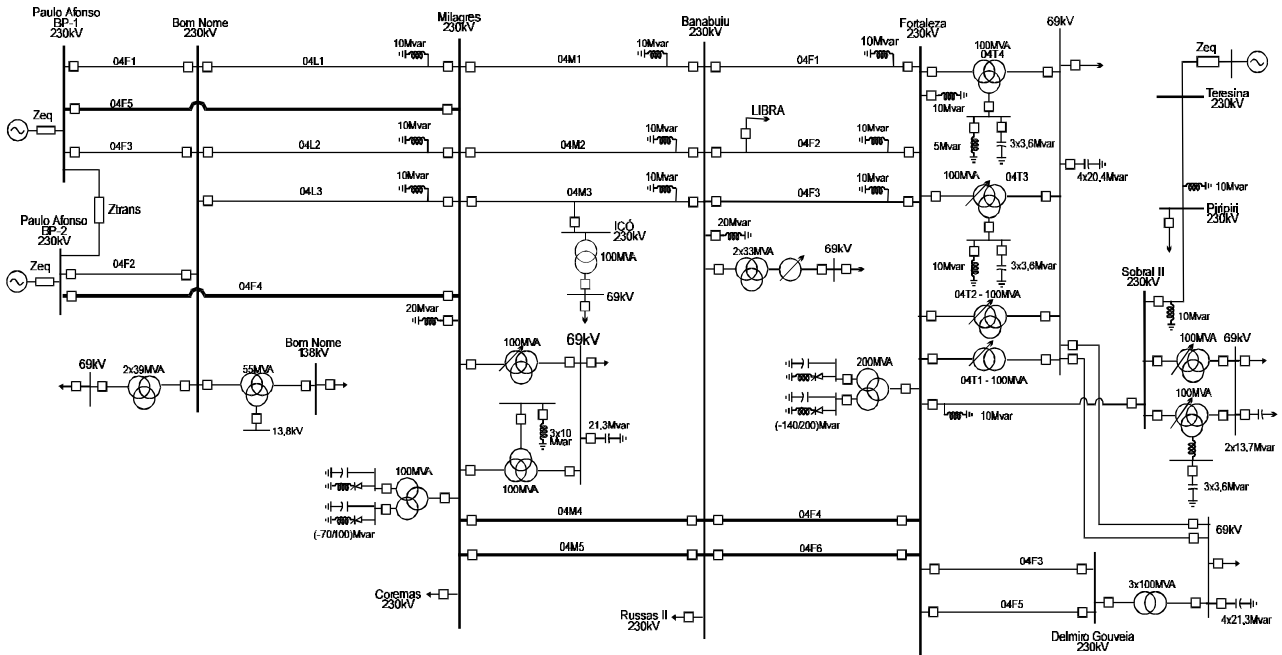 Paulo Afonso
BP-1
230kV
Bom Nome
230kV
Milagres
230kV
Banabuiu
230kV
Fortaleza
230kV
69kV
04F1
04L1
10Mvar
04M1
10Mvar
04F1
10Mvar
100MVA
04T4
Zeq
Teresina
230kV
04F5
10Mvar
LIBRA
Zeq
04F3
04L2
10Mvar
04M2
10Mvar
04F2
10Mvar
5Mvar
3x3,6Mvar
4x20,4Mvar
04L3
10Mvar
04M3
10Mvar
04F3
10Mvar
100MVA
04T3
10Mvar
Piripiri
230kV
Ztrans
Paulo Afonso
BP-2
230kV
Zeq
04F2
04F4
ICÓ
230kV
100MVA
69kV
20Mvar
2x33MVA
69kV
10Mvar
3x3,6Mvar
Sobral II
230kV
10Mvar
20Mvar
04T2 - 100MVA
04T1 - 100MVA
69kV
2x39MVA
55MVA
Bom Nome
138kV
13,8kV
100MVA
69kV
3x10
Mvar
21,3Mvar
100MVA
200MVA
(-140/200)Mvar
10Mvar
100MVA
69kV
100MVA
2x13,7Mvar
3x3,6Mvar
100MVA
(-70/100)Mvar
04M4
04F4
04M5
04F6
69kV
Coremas
230kV
Russas II
230kV
04F3
04F5
3x100MVA
4x21,3Mvar
Delmiro Gouveia
230kV